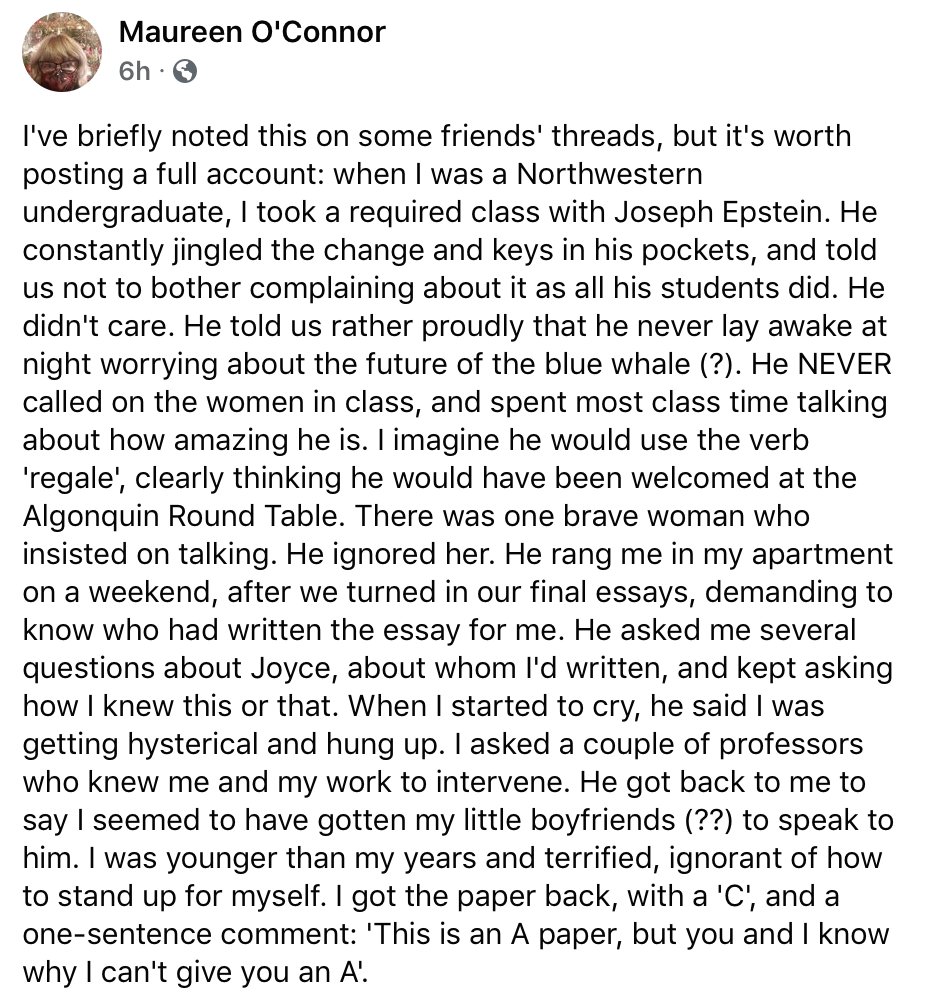 Maureen O'Connor
6h ·
I've briefly noted this on some friends' threads, but it's worth
posting a full account: when I was a Northwestern
undergraduate, I took a required class with Joseph Epstein. He
constantly jingled the change and keys in his pockets, and told
us not to bother complaining about it as all his students did. He
didn't care. He told us rather proudly that he never lay awake at
night worrying about the future of the blue whale (?). He NEVER
called on the women in class, and spent most class time talking
about how amazing he is. I imagine he would use the verb
'regale', clearly thinking he would have been welcomed at the
Algonquin Round Table. There was one brave woman who
insisted on talking. He ignored her. He rang me in my apartment
on a weekend, after we turned in our final essays, demanding to
know who had written the essay for me. He asked me several
questions about Joyce, about whom I'd written, and kept asking
how I knew this or that. When I started to cry, he said I was
getting hysterical and hung up. I asked a couple of professors
who knew me and my work to intervene. He got back to me to
say I seemed to have gotten my little boyfriends (??) to speak to
him. I was younger than my years and terrified, ignorant of how
to stand up for myself. I got the paper back, with a 'C', and a
one-sentence comment: 'This is an A paper, but you and I know
why I can't give you an A'.